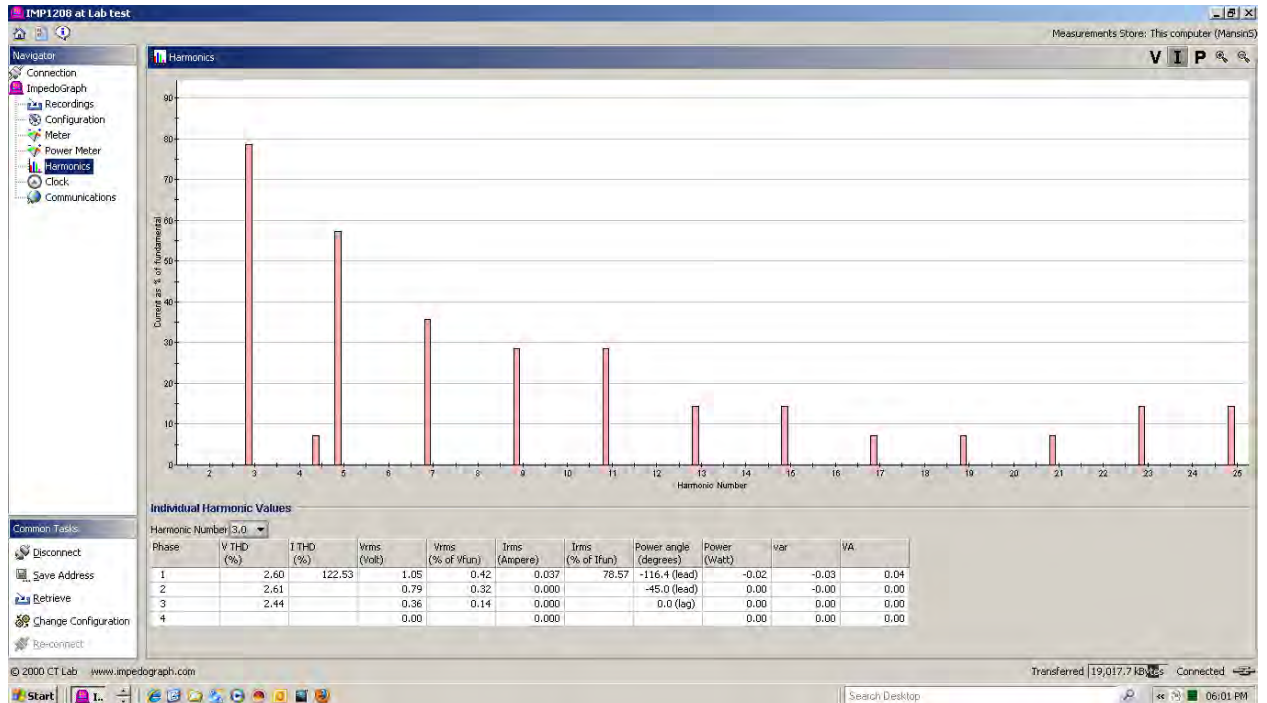 IMP1208 at Lab test
Measurements Store: This computer (MansinS)
Navigator
Connection
ImpedoGraph
Recordings
Configuration
Meter
Power Meter
Harmonics
Clock
Communications
Harmonics
V I P
Current as % of fundamental
90
80
70
60
50
40
30
20
10
0
2 3 4 5 6 7 8 9 10 11 12 13 14 15 16 17 18 19 20 21 22 23 24 25
Harmonic Number
Individual Harmonic Values
Harmonic Number 3.0
Phase V THD (%) I THD (%) Vrms (Volt) Vrms (% of Vfun) Irms (Ampere) Irms (% of Ifun) Power angle (degrees) Power (Watt) var VA
1 2.60 122.53 1.05 0.42 0.037 78.57 -116.4 (lead) -0.02 -0.03 0.04
2 2.61 0.79 0.32 0.000 -45.0 (lead) 0.00 -0.00 0.00
3 2.44 0.36 0.14 0.000 0.0 (lag) 0.00 0.00 0.00
4 0.00 0.000 0.00 0.00 0.00
Common Tasks
Disconnect
Save Address
Retrieve
Change Configuration
Re-connect
© 2000 CT Lab www.impedograph.com
Transferred 19,017.7 kBytes Connected
Start I.. Search Desktop 06:01 PM